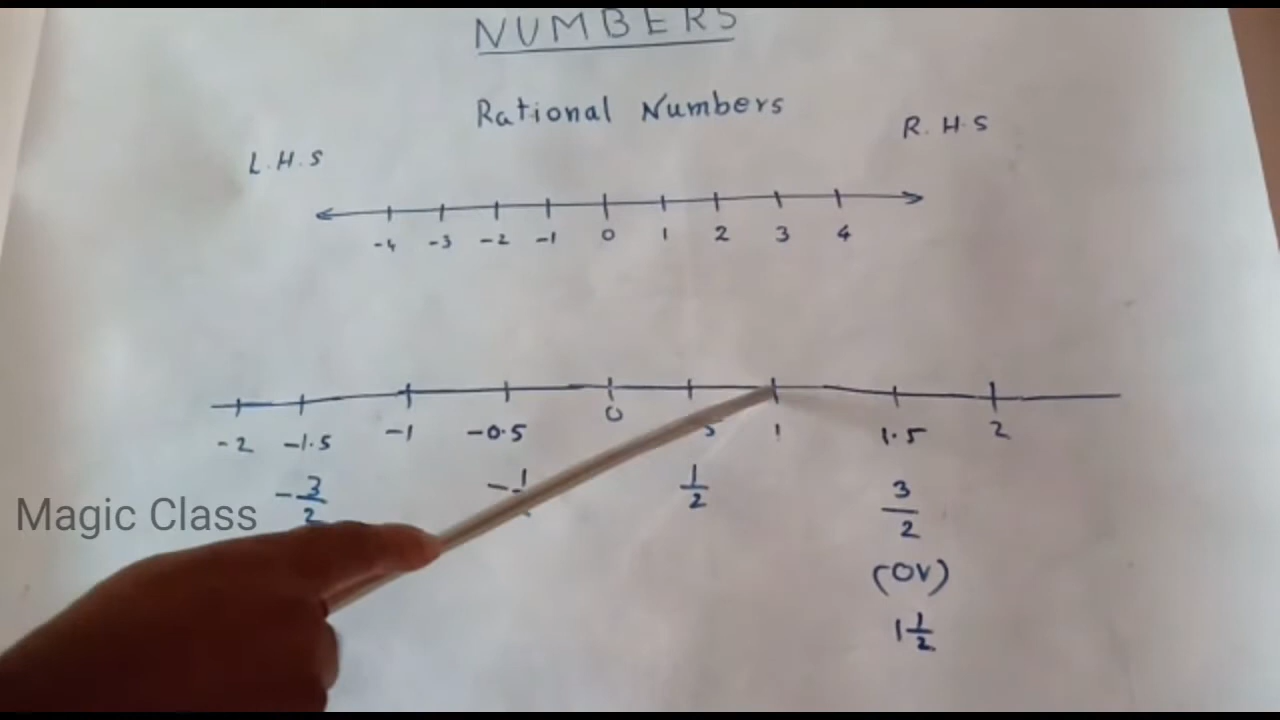 NUMBERS
Rational Numbers
L.H.S R.H.S
-4 -3 -2 -1 0 1 2 3 4
0
-2 -1.5 -1 -0.5 1 1.5 2
-3/2 1/2 3/2
(or)
1 1/2
Magic Class